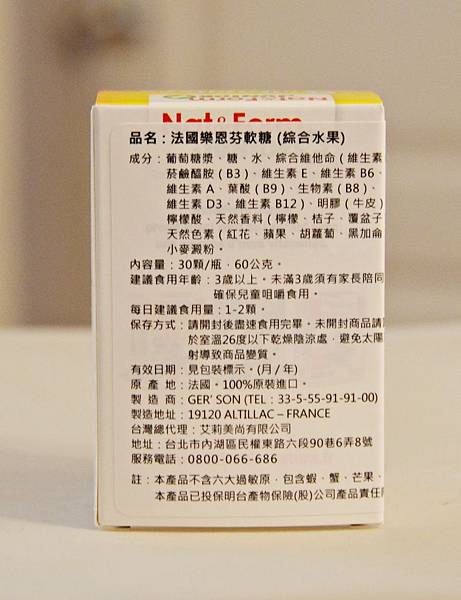 Nat&Form
Nat&Form
品名：法國樂恩芬軟糖 (綜合水果)
成分：葡萄糖漿、糖、水、綜合維他命 ( 維生素
菸鹼醯胺 ( B3 )、維生素 E、維生素 B6、
維生素 A、葉酸 ( B9 )、生物素 ( B8 )、
維生素 D3、維生素 B12 )、明膠 ( 牛皮 )
檸檬酸、天然香料 ( 檸檬、桔子、覆盆子
天然色素 ( 紅花、蘋果、胡蘿蔔、黑加侖
小麥澱粉。
內容量：30顆/瓶，60公克。
建議食用年齡：3歲以上。未滿3歲須有家長陪同
確保兒童咀嚼食用。
每日建議食用量：1-2顆。
保存方式：請開封後盡速食用完畢。未開封商品請
於室溫26度以下乾燥陰涼處，避免太陽
射導致商品變質。
有效日期：見包裝標示。(月 / 年)
原 產 地：法國。100%原裝進口。
製 造 商：GER' SON (TEL：33-5-55-91-91-00)
製造地址：19120 ALTILLAC – FRANCE
台灣總代理：艾莉美尚有限公司
地址：台北市內湖區民權東路六段90巷6弄8號
服務電話：0800-066-686
註：本產品不含六大過敏原，包含蝦、蟹、芒果、
本產品已投保明台產物保險(股)公司產品責任